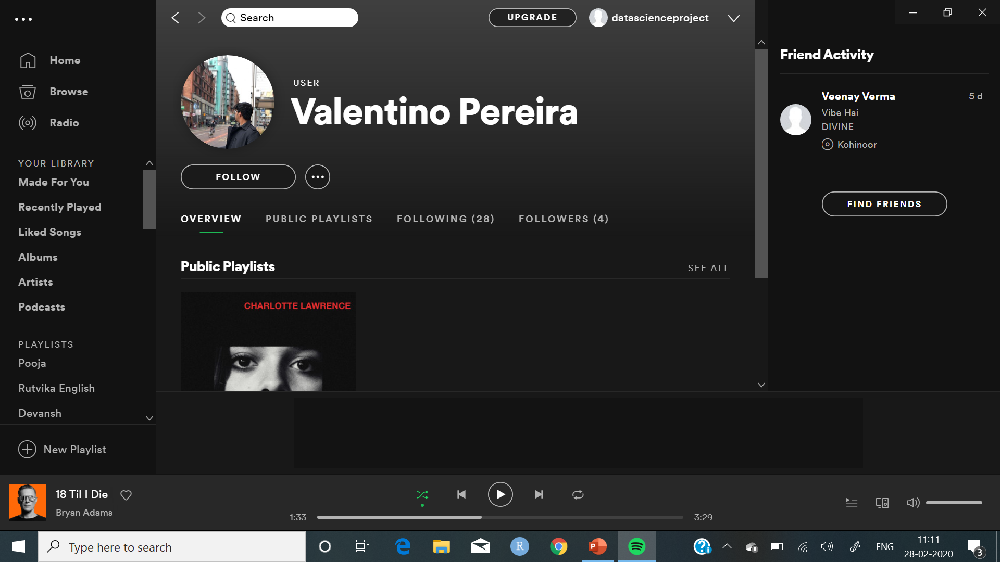 Search
UPGRADE
datascienceproject
Home
Browse
Radio
YOUR LIBRARY
Made For You
Recently Played
Liked Songs
Albums
Artists
Podcasts
PLAYLISTS
Pooja
Rutvika English
Devansh
New Playlist
USER
Valentino Pereira
FOLLOW
OVERVIEW
PUBLIC PLAYLISTS
FOLLOWING (28)
FOLLOWERS (4)
Public Playlists
SEE ALL
CHARLOTTE LAWRENCE
Friend Activity
Veenay Verma
5 d
Vibe Hai
DIVINE
Kohinoor
FIND FRIENDS
18 Til I Die
Bryan Adams
1:33
3:29
Type here to search
R
P
ENG
11:11
28-02-2020
3